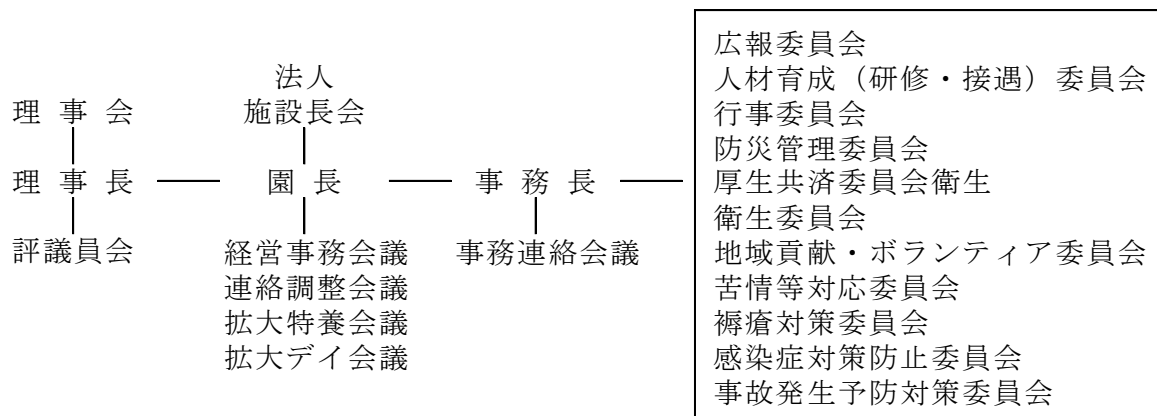 理事会
理事長
評議員会
法人
施設長会
園長
経営事務会議
連絡調整会議
拡大特養会議
拡大デイ会議
事務長
事務連絡会議
広報委員会
人材育成（研修・接遇）委員会
行事委員会
防災管理委員会
厚生共済委員会衛生
衛生委員会
地域貢献・ボランティア委員会
苦情等対応委員会
褥瘡対策委員会
感染症対策防止委員会
事故発生予防対策委員会